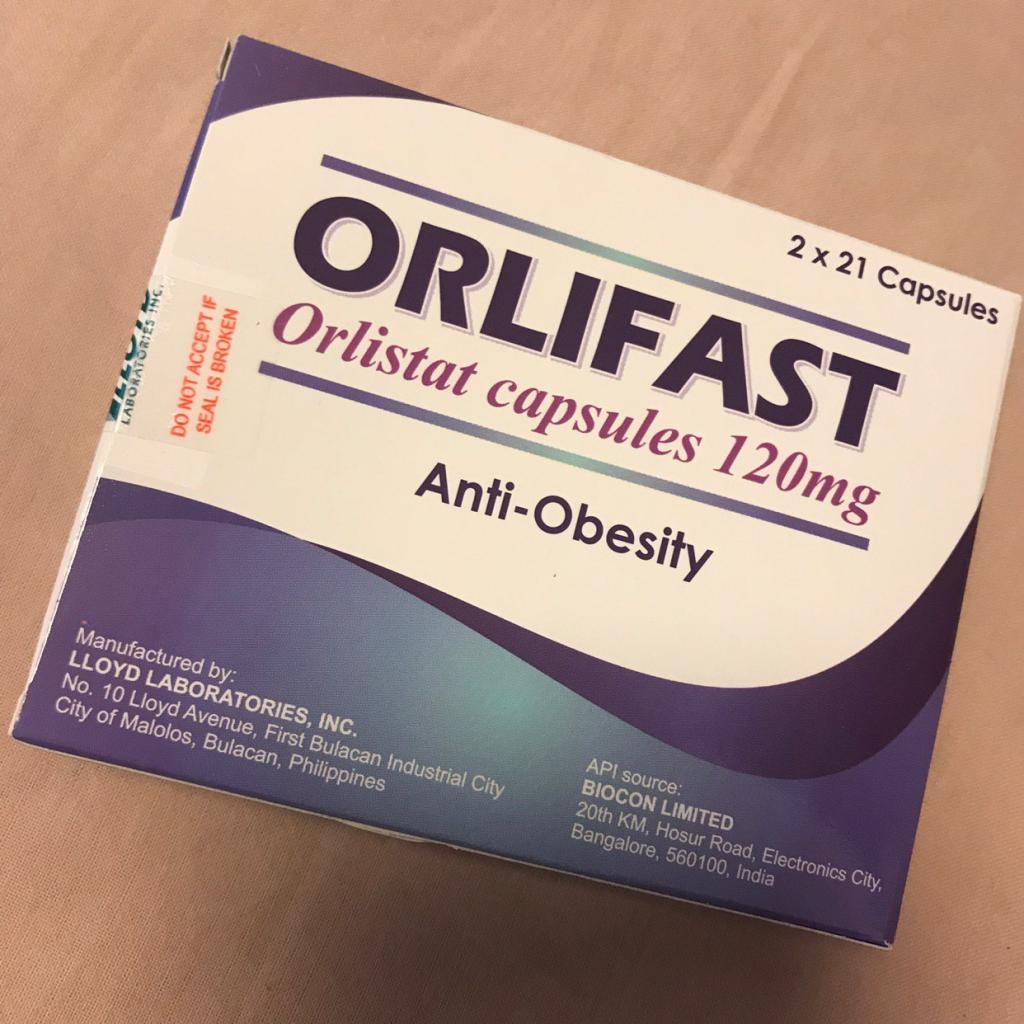 2 x 21 Capsules
ORLIFAST
Orlistat capsules 120mg
Anti-Obesity
LABORATORIES INC.
DO NOT ACCEPT IF
SEAL IS BROKEN
Manufactured by:
LLOYD LABORATORIES, INC.
No. 10 Lloyd Avenue, First Bulacan Industrial City
City of Malolos, Bulacan, Philippines
API source:
BIOCON LIMITED
20th KM, Hosur Road, Electronics City,
Bangalore, 560100, India